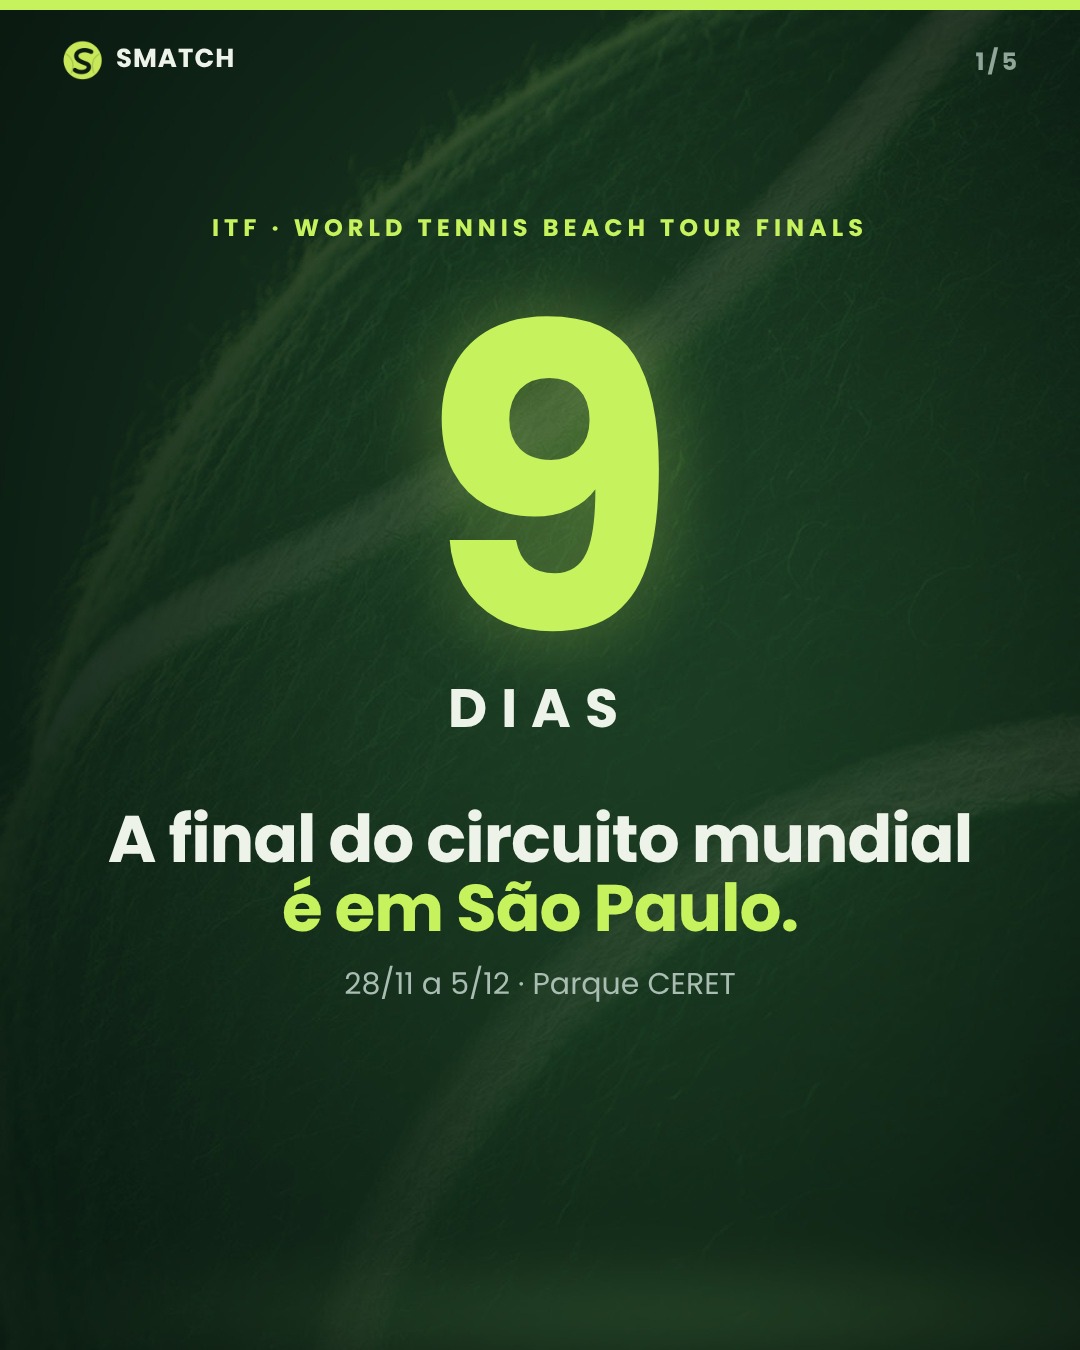 SMATCH
1/5
ITF · WORLD TENNIS BEACH TOUR FINALS
9
DIAS
A final do circuito mundial
é em São Paulo.
28/11 a 5/12 · Parque CERET